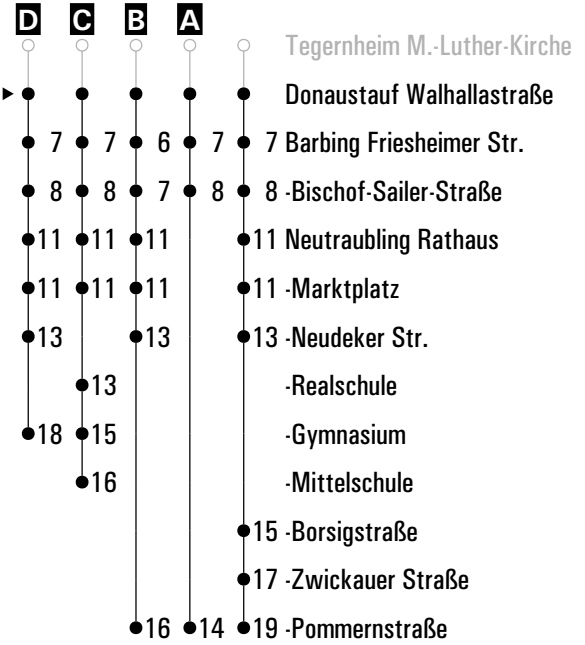 D C B A
Tegernheim M.-Luther-Kirche
Donaustauf Walhallastraße
7 7 6 7 7 Barbing Friesheimer Str.
8 8 7 8 8 -Bischof-Sailer-Straße
11 11 11 11 Neutraubling Rathaus
11 11 11 11 -Marktplatz
13 13 13 -Neudeker Str.
13 -Realschule
18 15 -Gymnasium
16 -Mittelschule
15 -Borsigstraße
17 -Zwickauer Straße
16 14 19 -Pommernstraße